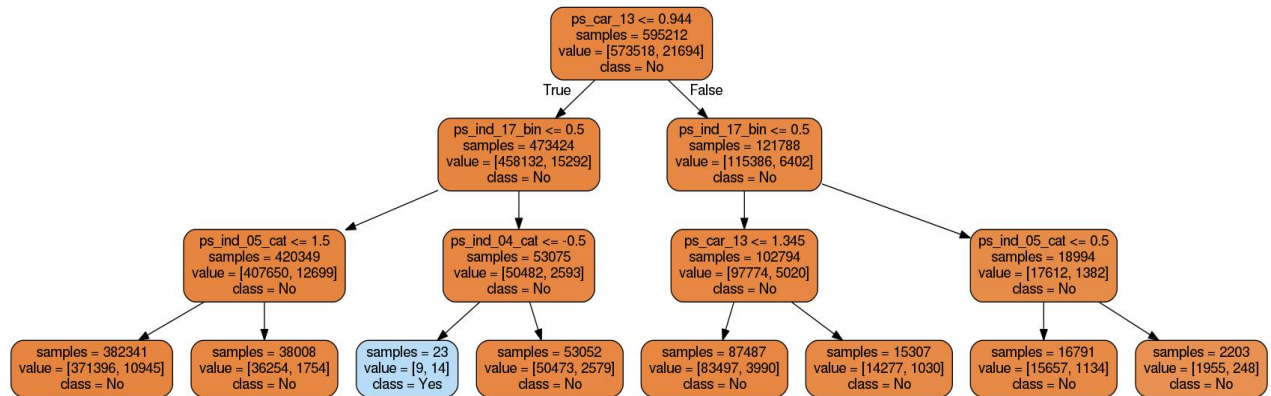 ps_car_13 <= 0.944
samples = 595212
value = [573518, 21694]
class = No
True
False
ps_ind_17_bin <= 0.5
samples = 473424
value = [458132, 15292]
class = No
ps_ind_17_bin <= 0.5
samples = 121788
value = [115386, 6402]
class = No
ps_ind_05_cat <= 1.5
samples = 420349
value = [407650, 12699]
class = No
ps_ind_04_cat <= -0.5
samples = 53075
value = [50482, 2593]
class = No
ps_car_13 <= 1.345
samples = 102794
value = [97774, 5020]
class = No
ps_ind_05_cat <= 0.5
samples = 18994
value = [17612, 1382]
class = No
samples = 382341
value = [371396, 10945]
class = No
samples = 38008
value = [36254, 1754]
class = No
samples = 23
value = [9, 14]
class = Yes
samples = 53052
value = [50473, 2579]
class = No
samples = 87487
value = [83497, 3990]
class = No
samples = 15307
value = [14277, 1030]
class = No
samples = 16791
value = [15657, 1134]
class = No
samples = 2203
value = [1955, 248]
class = No